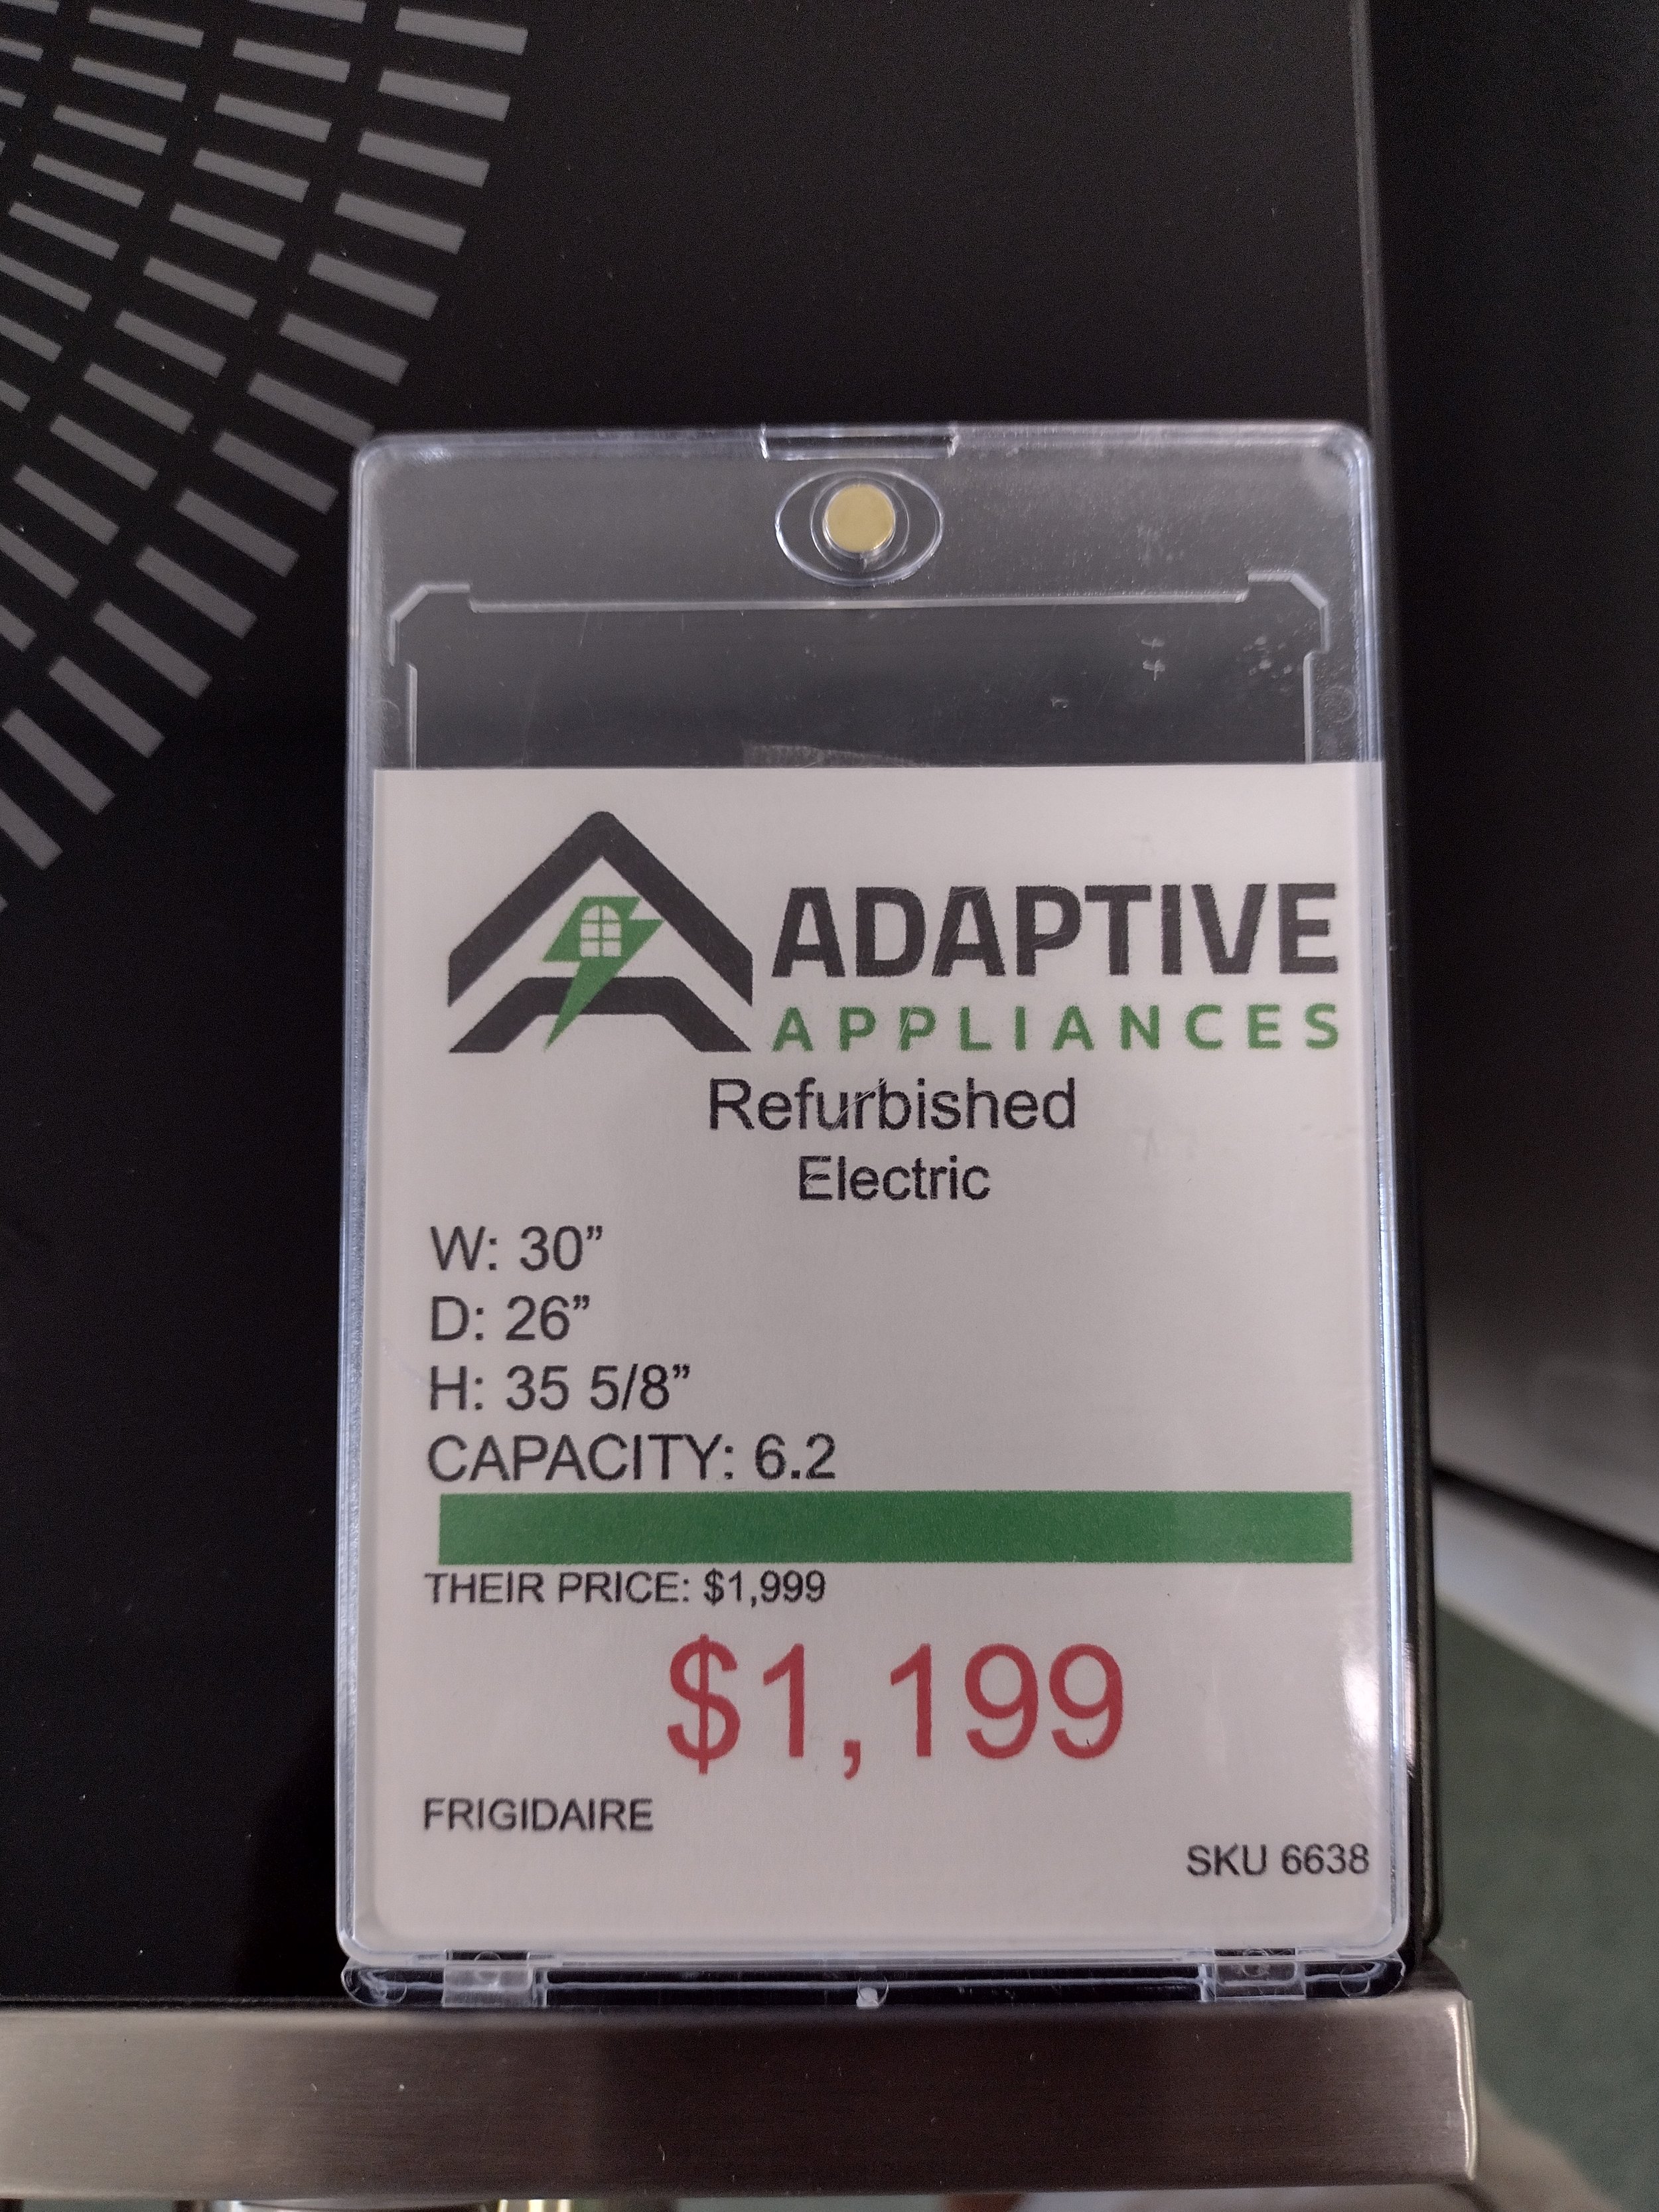 ADAPTIVE
APPLIANCES
Refurbished
Electric
W: 30”
D: 26”
H: 35 5/8”
CAPACITY: 6.2
THEIR PRICE: $1,999
$1,199
FRIGIDAIRE
SKU 6638